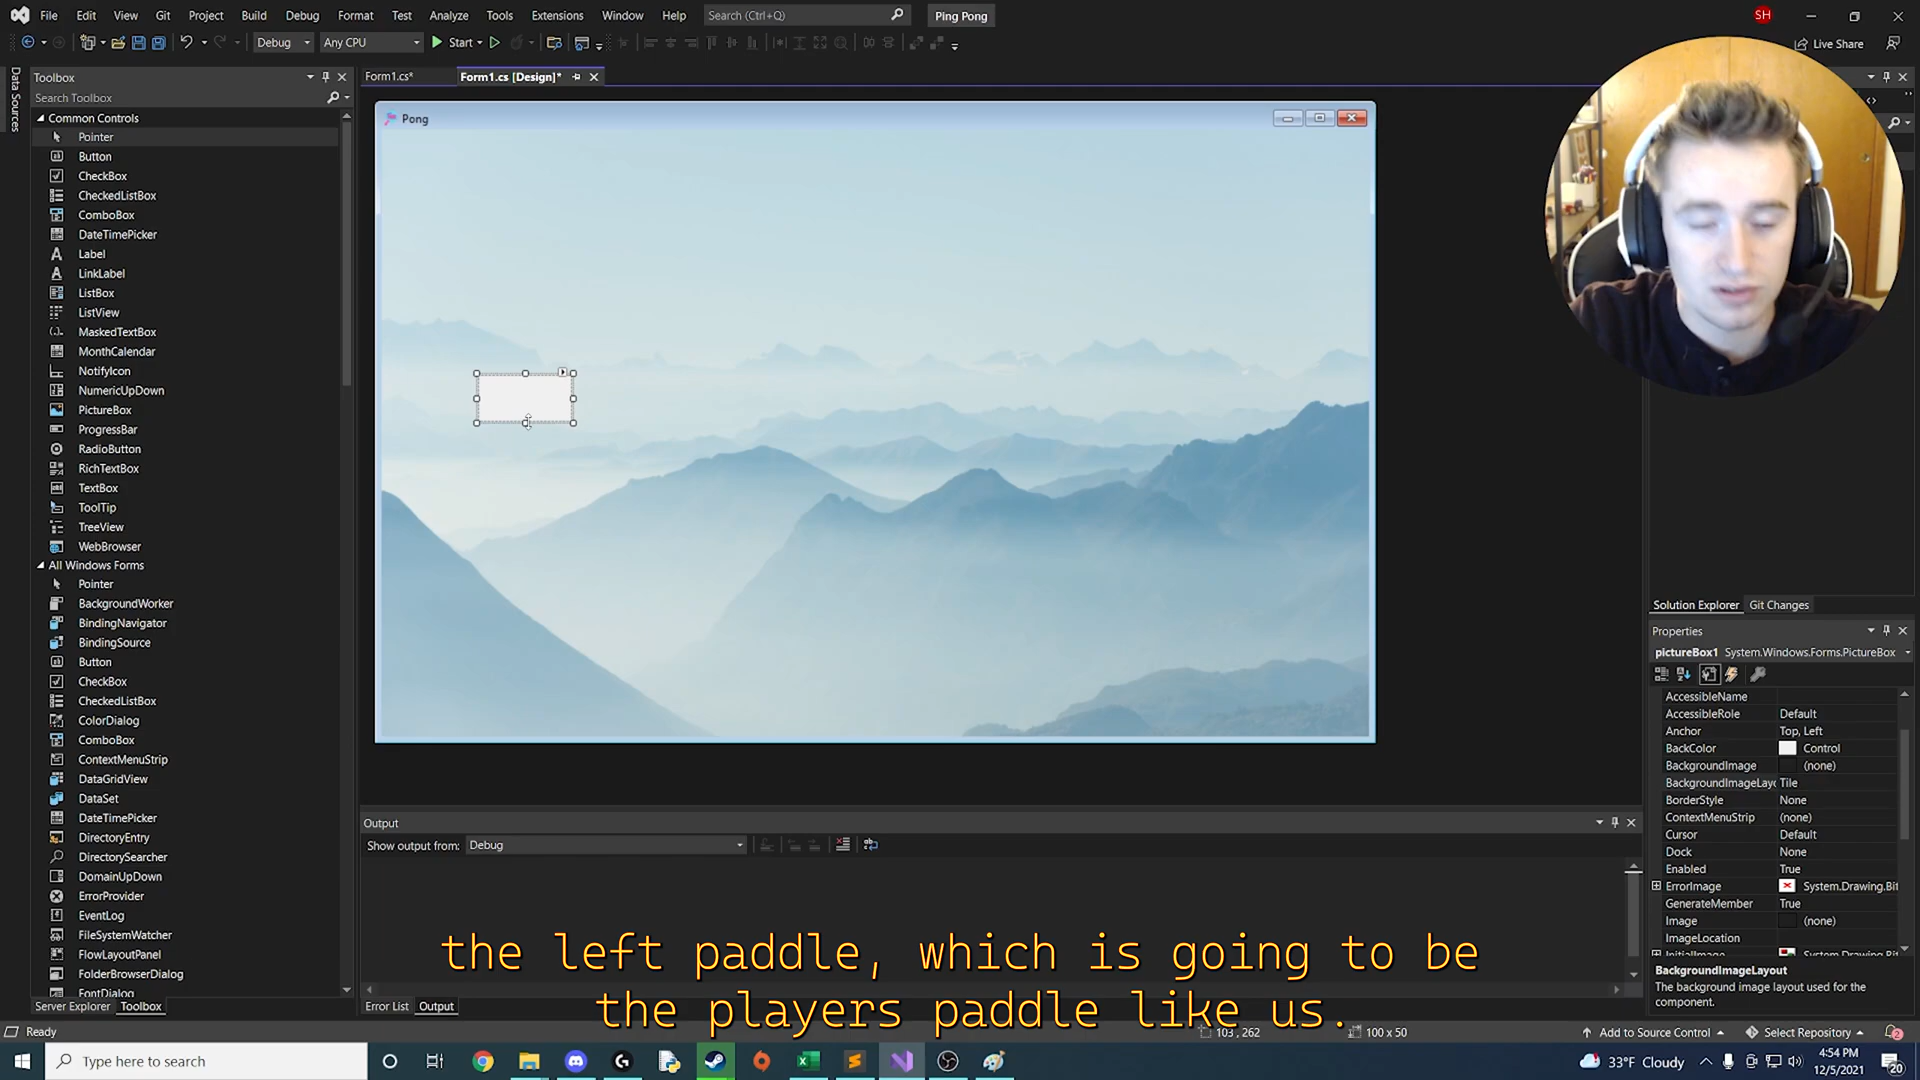 File Edit View Git Project Build Debug Format Test Analyze Tools Extensions Window Help Search (Ctrl+Q) Ping Pong SH
Debug Any CPU Start Live Share
Data Sources
Toolbox
Search Toolbox
Common Controls
Pointer
Button
CheckBox
CheckedListBox
ComboBox
DateTimePicker
Label
LinkLabel
ListBox
ListView
MaskedTextBox
MonthCalendar
NotifyIcon
NumericUpDown
PictureBox
ProgressBar
RadioButton
RichTextBox
TextBox
ToolTip
TreeView
WebBrowser
All Windows Forms
Pointer
BackgroundWorker
BindingNavigator
BindingSource
Button
CheckBox
CheckedListBox
ColorDialog
ComboBox
ContextMenuStrip
DataGridView
DataSet
DateTimePicker
DirectoryEntry
DirectorySearcher
DomainUpDown
ErrorProvider
EventLog
FileSystemWatcher
FlowLayoutPanel
FolderBrowserDialog
FontDialog
Server Explorer Toolbox
Form1.cs* Form1.cs [Design]*
Pong
Output
Show output from: Debug
Error List Output
Solution Explorer Git Changes
Properties
pictureBox1 System.Windows.Forms.PictureBox
AccessibleName
AccessibleRole Default
Anchor Top, Left
BackColor Control
BackgroundImage (none)
BackgroundImageLayo Tile
BorderStyle None
ContextMenuStrip (none)
Cursor Default
Dock None
Enabled True
ErrorImage System.Drawing.Bit
GenerateMember True
Image (none)
ImageLocation
BackgroundImageLayout
The background image layout used for the
component.
the left paddle, which is going to be
the players paddle like us.
Ready 103 , 262 100 x 50 Add to Source Control Select Repository 2
Type here to search 33°F Cloudy 4:54 PM
12/5/2021 20